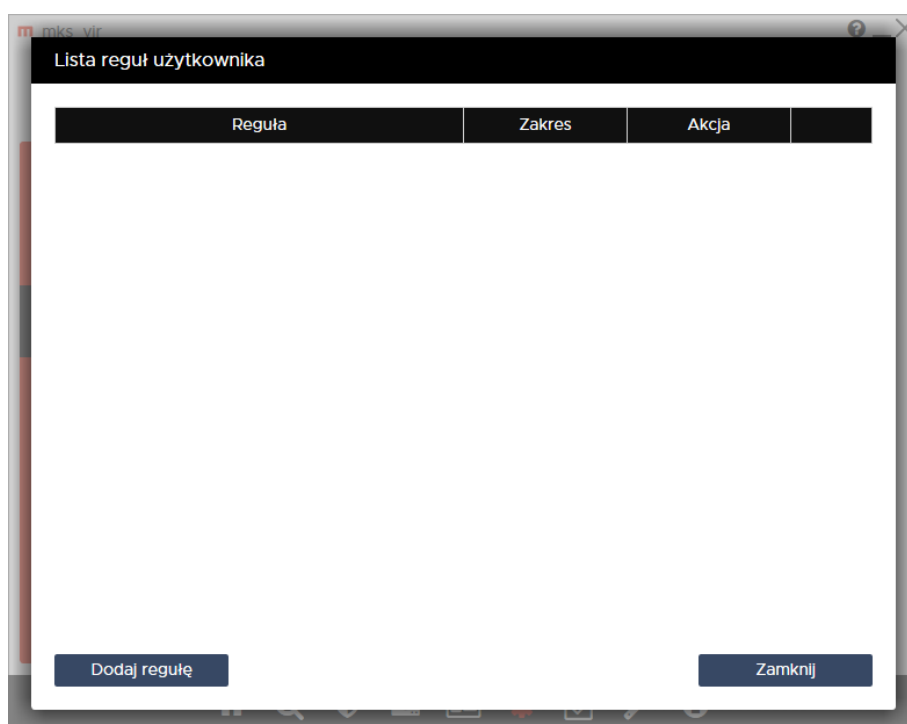 m mks_vir
Lista reguł użytkownika
Reguła Zakres Akcja
Dodaj regułę Zamknij